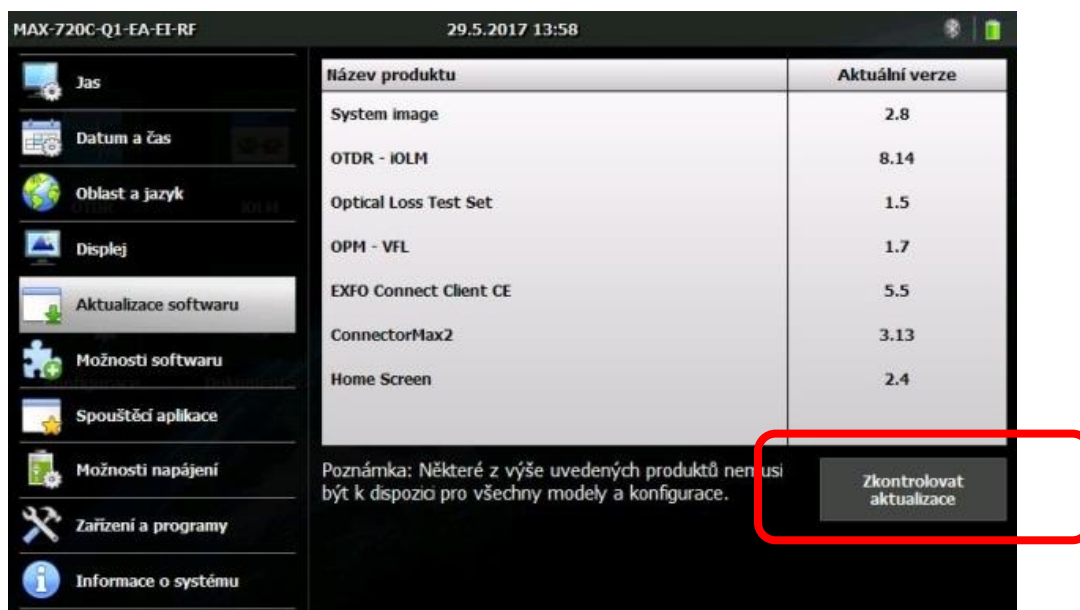 MAX-720C-Q1-EA-EI-RF 29.5.2017 13:58
Jas
Datum a čas
Oblast a jazyk
Displej
Aktualizace softwaru
Možnosti softwaru
Spouštěcí aplikace
Možnosti napájení
Zařízení a programy
Informace o systému
Název produktu Aktuální verze
System image 2.8
OTDR - iOLM 8.14
Optical Loss Test Set 1.5
OPM - VFL 1.7
EXFO Connect Client CE 5.5
ConnectorMax2 3.13
Home Screen 2.4
Poznámka: Některé z výše uvedených produktů nemusi
být k dispozici pro všechny modely a konfigurace.
Zkontrolovat
aktualizace